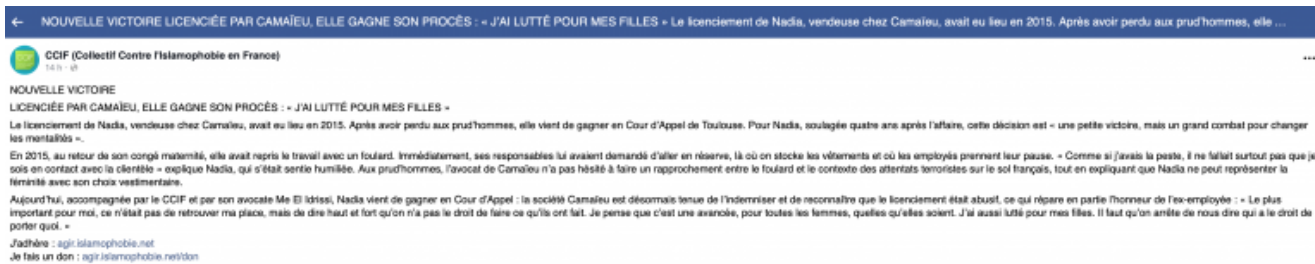 ← NOUVELLE VICTOIRE LICENCIÉE PAR CAMAÏEU, ELLE GAGNE SON PROCÈS : « J'AI LUTTÉ POUR MES FILLES » Le licenciement de Nadia, vendeuse chez Camaïeu, avait eu lieu en 2015. Après avoir perdu aux prud'hommes, elle ...
CCIF (Collectif Contre l'Islamophobie en France)
14 h ·
NOUVELLE VICTOIRE
LICENCIÉE PAR CAMAÏEU, ELLE GAGNE SON PROCÈS : « J'AI LUTTÉ POUR MES FILLES »
Le licenciement de Nadia, vendeuse chez Camaïeu, avait eu lieu en 2015. Après avoir perdu aux prud'hommes, elle vient de gagner en Cour d'Appel de Toulouse. Pour Nadia, soulagée quatre ans après l'affaire, cette décision est « une petite victoire, mais un grand combat pour changer
les mentalités ».
En 2015, au retour de son congé maternité, elle avait repris le travail avec un foulard. Immédiatement, ses responsables lui avaient demandé d'aller en réserve, là où on stocke les vêtements et où les employés prennent leur pause. « Comme si j'avais la peste, il ne fallait surtout pas que je
sois en contact avec la clientèle » explique Nadia, qui s'était sentie humiliée. Aux prud'hommes, l'avocat de Camaïeu n'a pas hésité à faire un rapprochement entre le foulard et le contexte des attentats terroristes sur le sol français, tout en expliquant que Nadia ne peut représenter la
féminité avec son choix vestimentaire.
Aujourd'hui, accompagnée par le CCIF et par son avocate Me El Idrissi, Nadia vient de gagner en Cour d'Appel : la société Camaïeu est désormais tenue de l'indemniser et de reconnaître que le licenciement était abusif, ce qui répare en partie l'honneur de l'ex-employée : « Le plus
important pour moi, ce n'était pas de retrouver ma place, mais de dire haut et fort qu'on n'a pas le droit de faire ce qu'ils ont fait. Je pense que c'est une avancée, pour toutes les femmes, quelles qu'elles soient. J'ai aussi lutté pour mes filles. Il faut qu'on arrête de nous dire qui a le droit de
porter quoi. »
J'adhère : agir.islamophobie.net
Je fais un don : agir.islamophobie.net/don